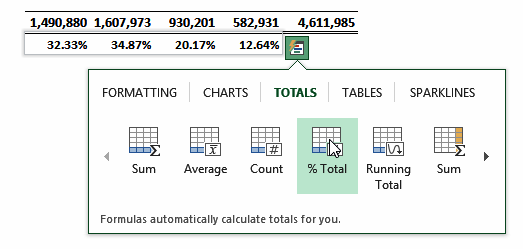 1,490,880 1,607,973 930,201 582,931 4,611,985
32.33% 34.87% 20.17% 12.64%
FORMATTING CHARTS TOTALS TABLES SPARKLINES
Sum Average Count % Total Running Total Sum
Formulas automatically calculate totals for you.